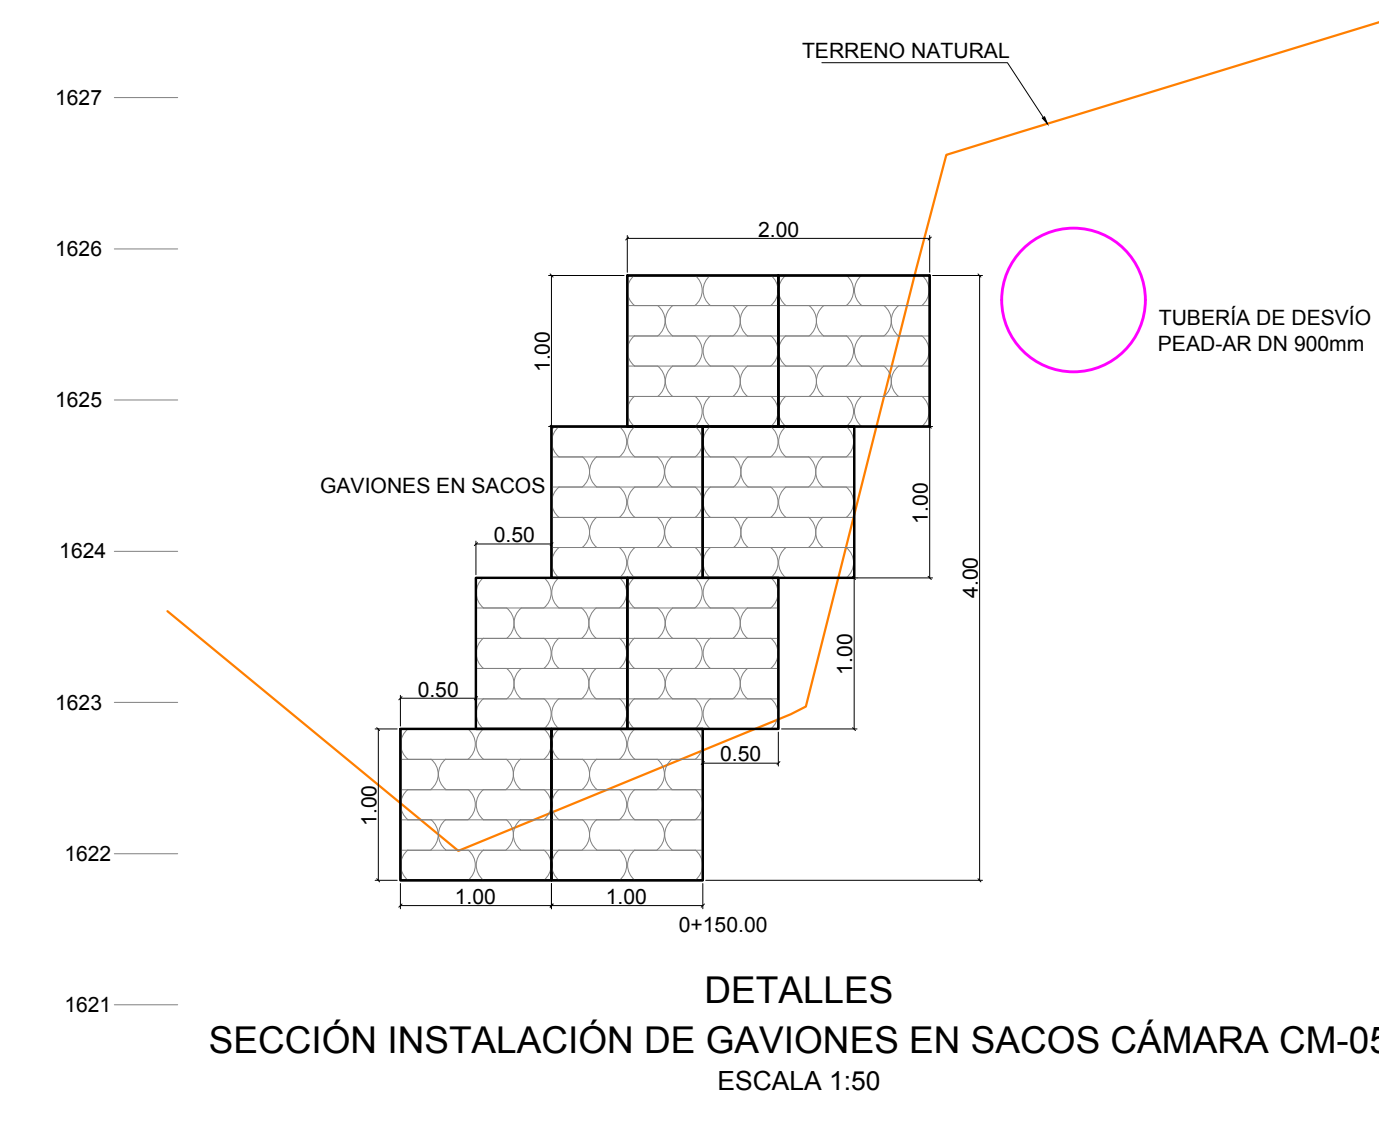 TERRENO NATURAL
1627
2.00
1626
TUBERÍA DE DESVÍO
PEAD-AR DN 900mm
1.00
1625
GAVIONES EN SACOS
1.00
0.50
1624
4.00
1.00
0.50
1623
0.50
1.00
1622
1.00
1.00
0+150.00
DETALLES
1621
SECCIÓN INSTALACIÓN DE GAVIONES EN SACOS CÁMARA CM-05
ESCALA 1:50